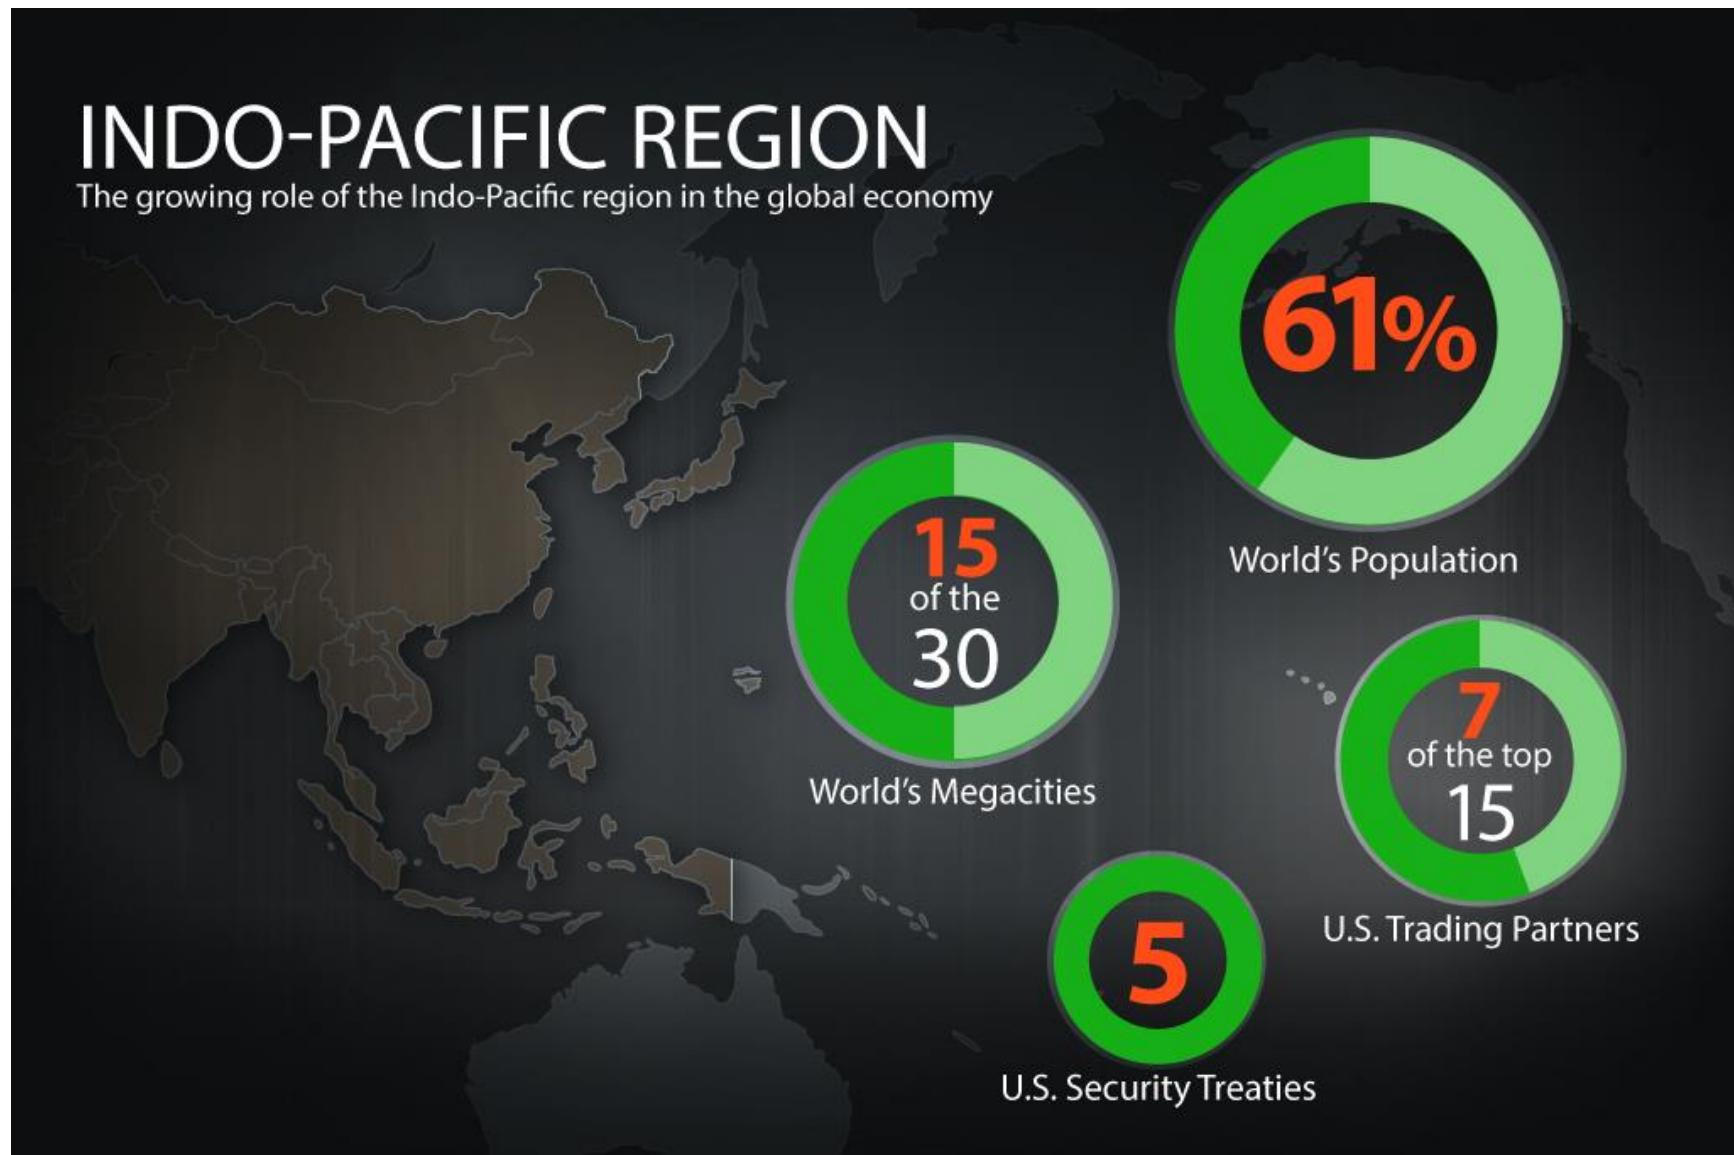 INDO-PACIFIC REGION
The growing role of the Indo-Pacific region in the global economy
61%
World's Population
15
of the
30
World's Megacities
7
of the top
15
U.S. Trading Partners
5
U.S. Security Treaties